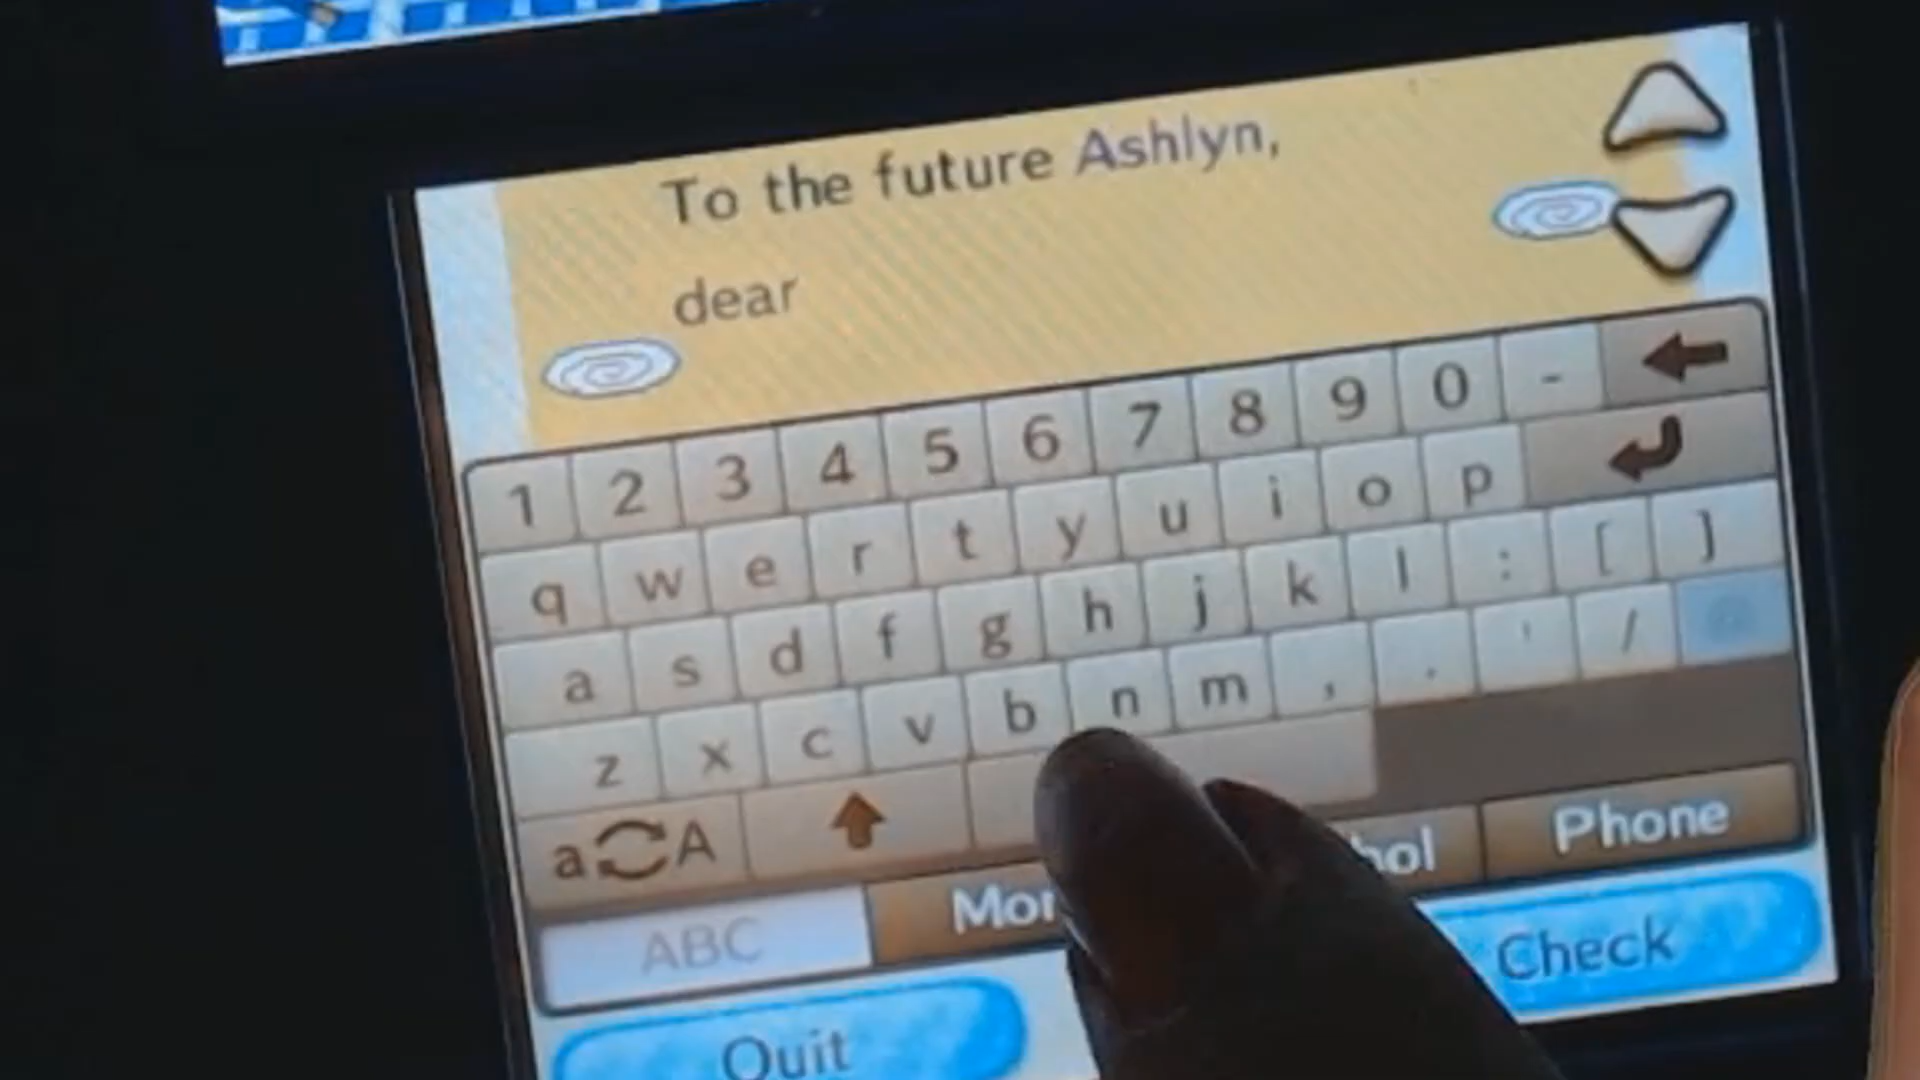 To the future Ashlyn,
dear
1 2 3 4 5 6 7 8 9 0 -
q w e r t y u i o p
a s d f g h j k l : [ ]
z x c v b n m , . ' /
a A
ABC Phone
Quit Check